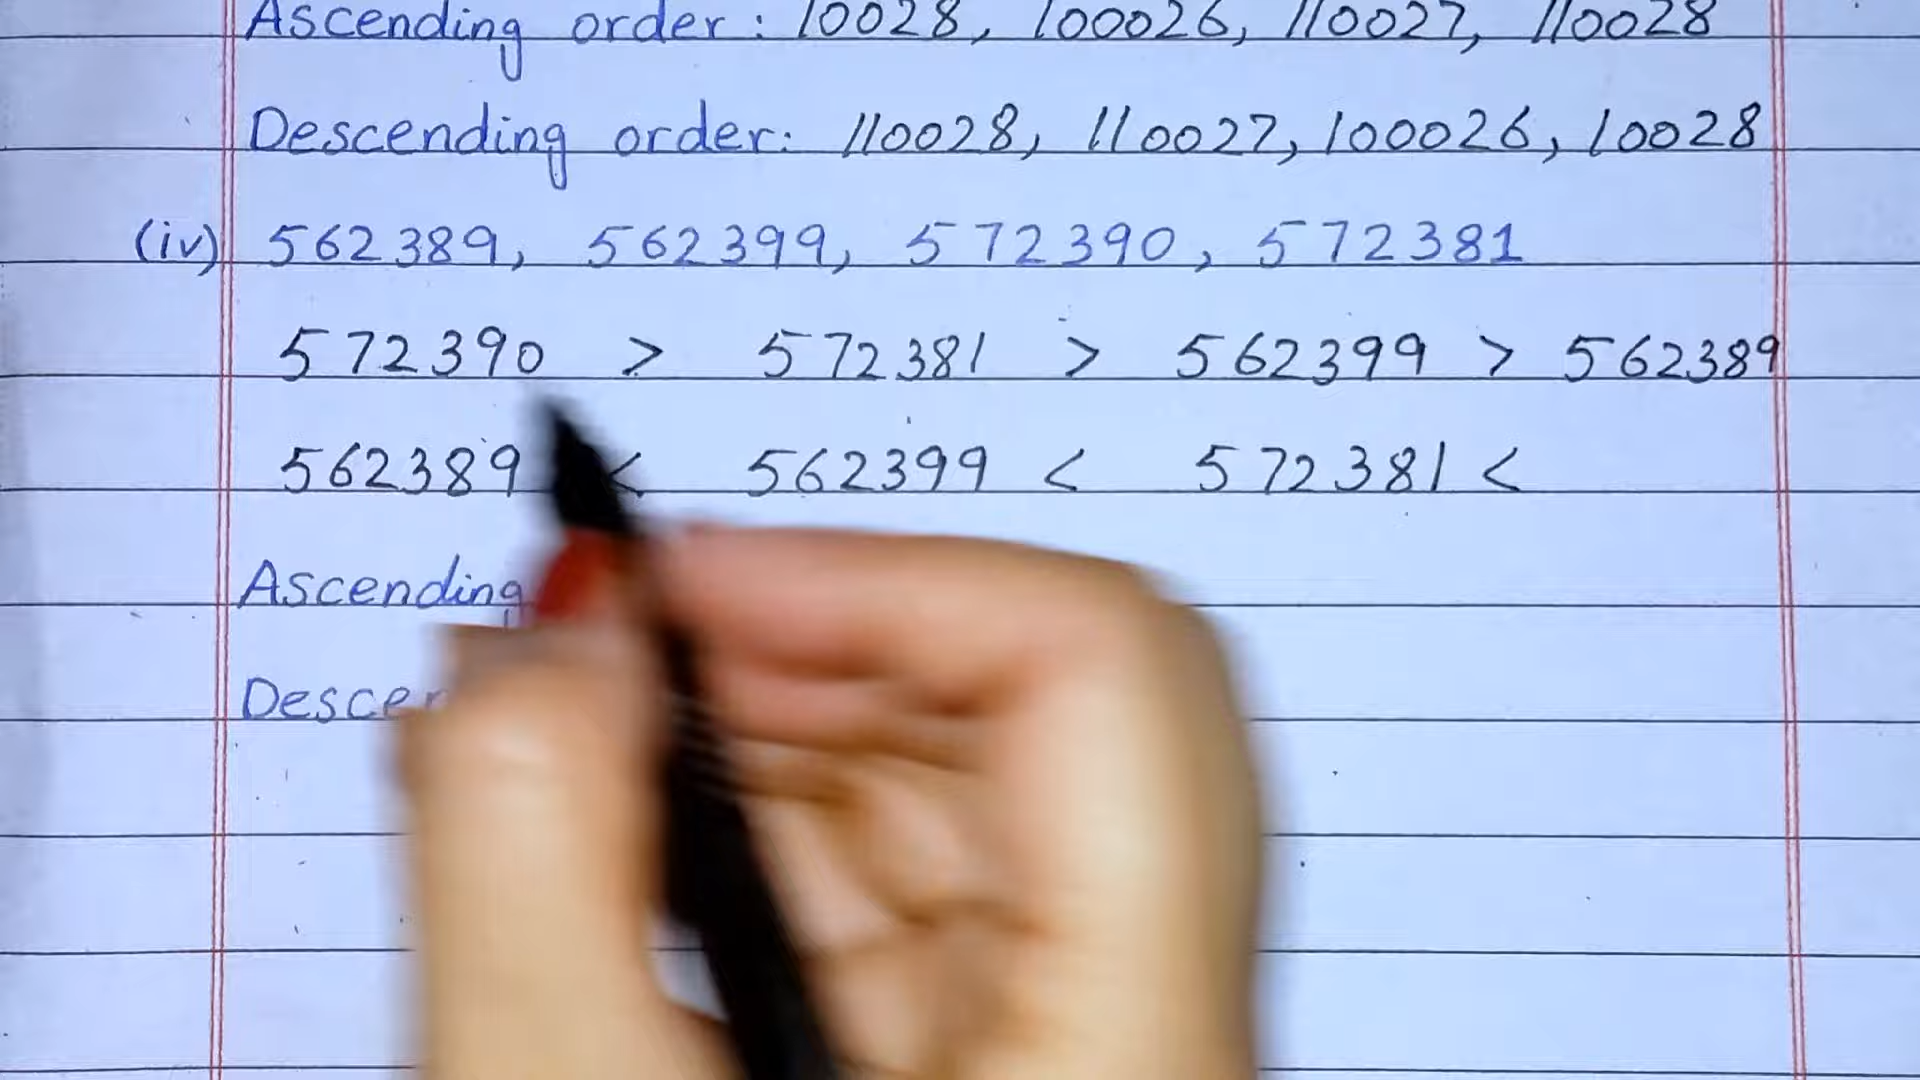 Ascending order: 10028, 100026, 110027, 110028
Descending order: 110028, 110027, 100026, 10028
(iv) 562389, 562399, 572390, 572381
572390 > 572381 > 562399 > 562389
562389 < 562399 < 572381 <
Ascending